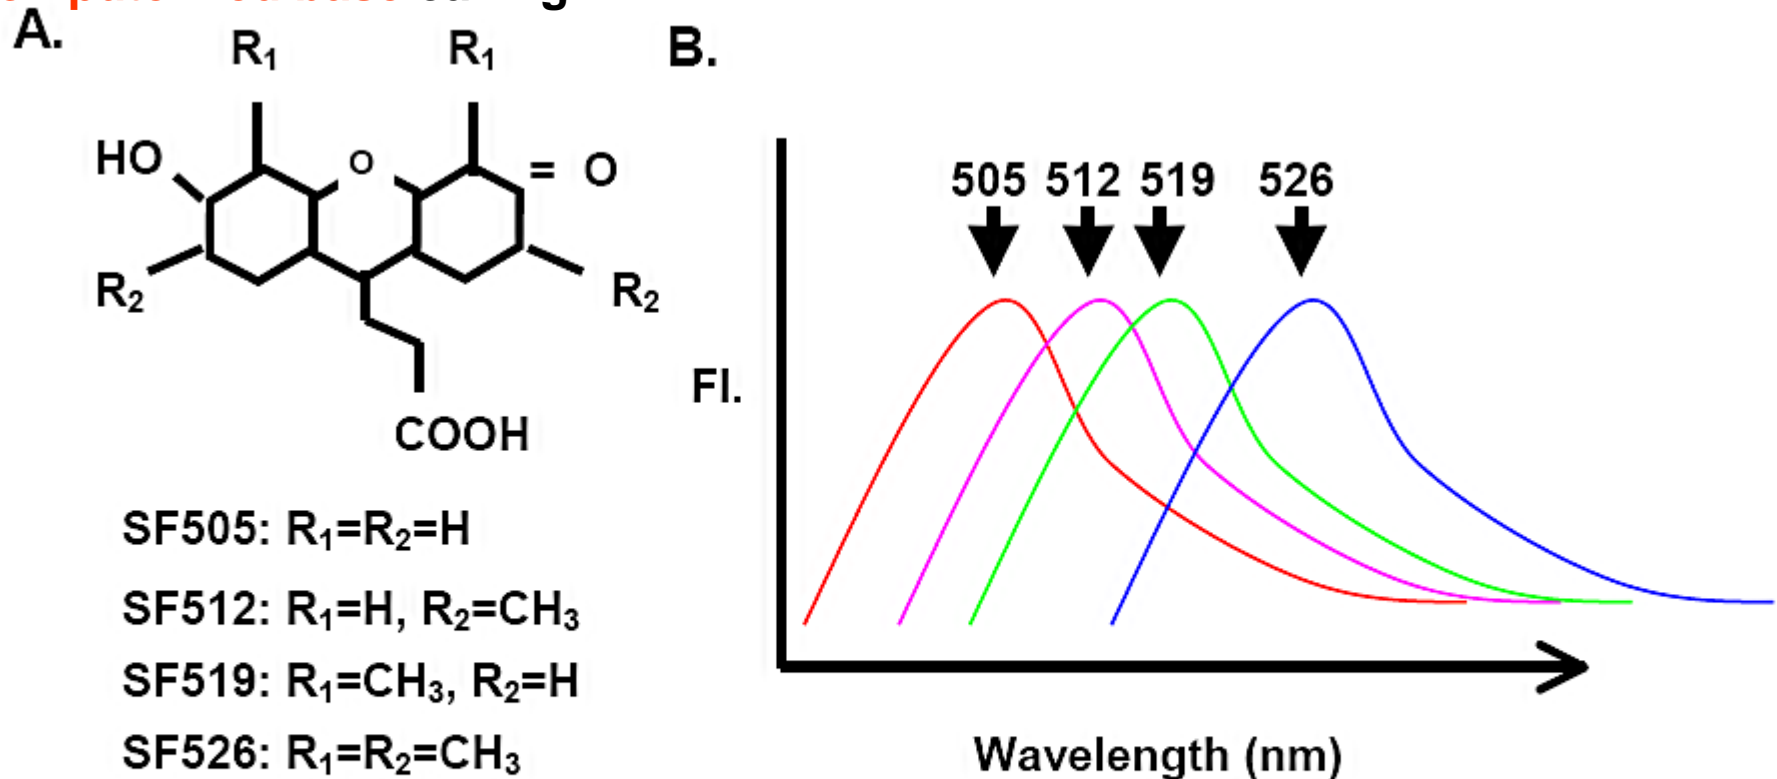 A.
R₁ R₁
HO O = O
R₂ R₂
COOH
SF505: R₁=R₂=H
SF512: R₁=H, R₂=CH₃
SF519: R₁=CH₃, R₂=H
SF526: R₁=R₂=CH₃
B.
505 512 519 526
Fl.
Wavelength (nm)